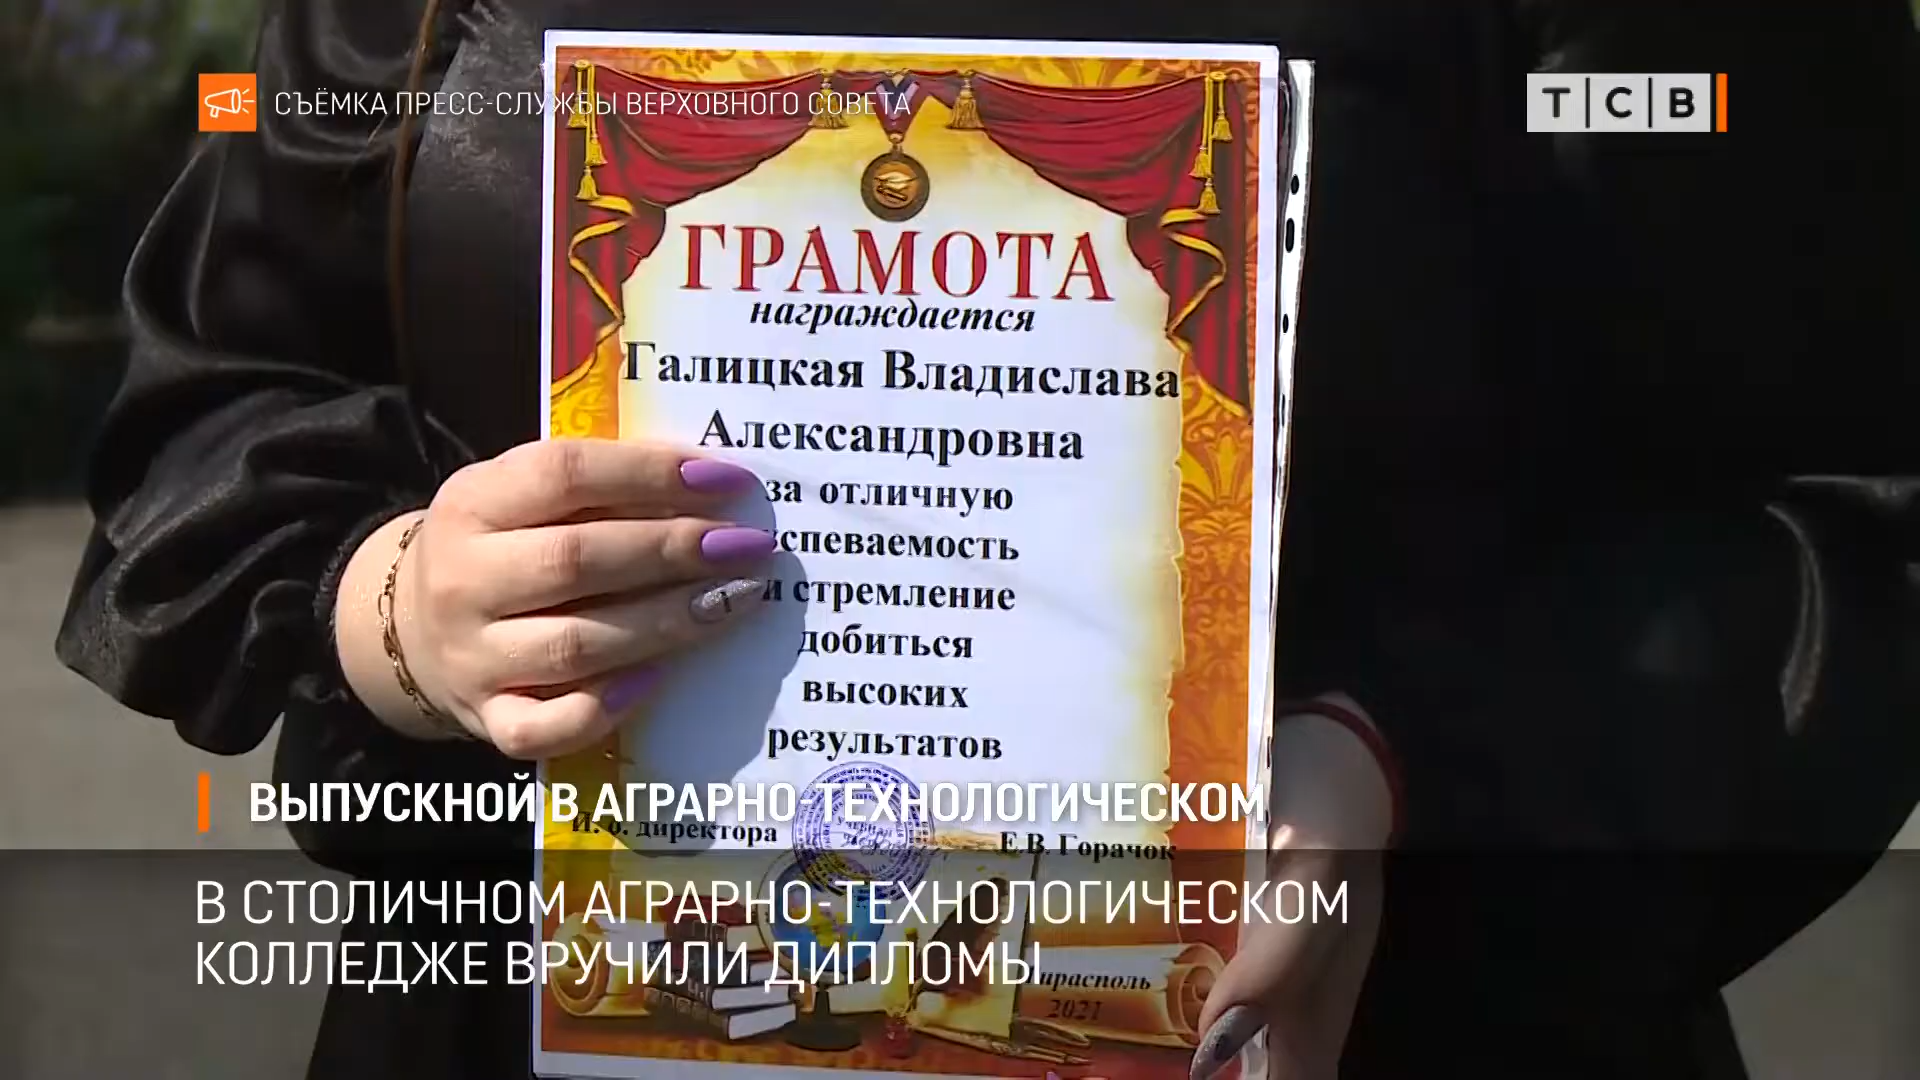 СЪЁМКА ПРЕСС-СЛУЖБЫ ВЕРХОВНОГО СОВЕТА
Т|С|В
ГРАМОТА
награждается
Галицкая Владислава
Александровна
за отличную
успеваемость
и стремление
добиться
высоких
результатов
ВЫПУСКНОЙ В АГРАРНО-ТЕХНОЛОГИЧЕСКОМ
И. о. директора Е.В. Горачок
В СТОЛИЧНОМ АГРАРНО-ТЕХНОЛОГИЧЕСКОМ
КОЛЛЕДЖЕ ВРУЧИЛИ ДИПЛОМЫ
Тирасполь
2021